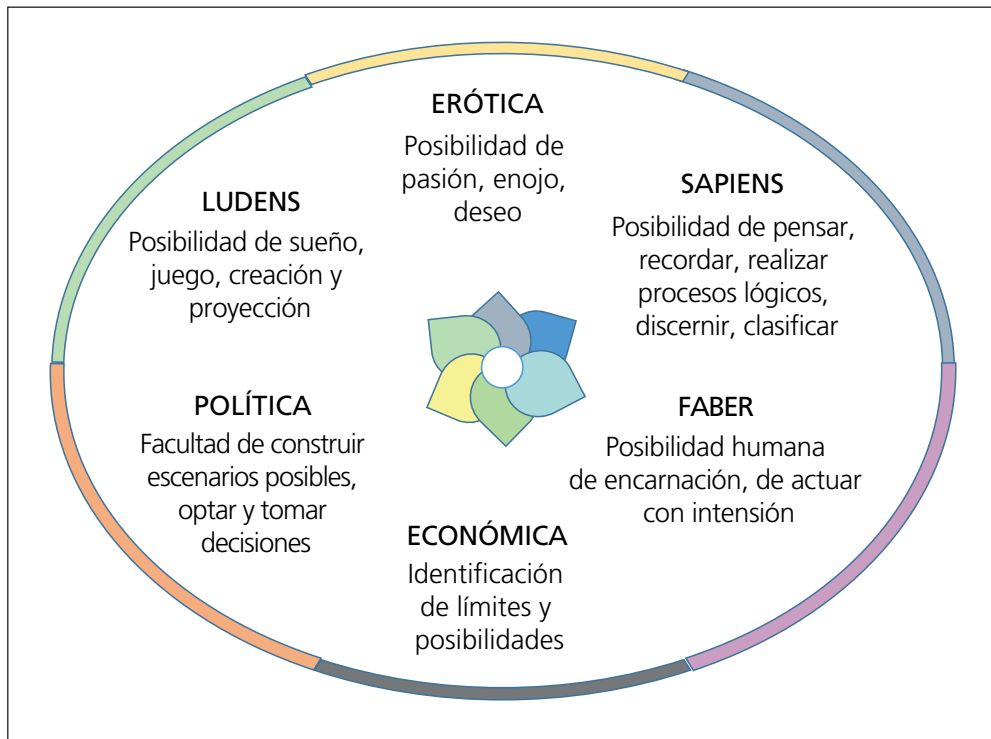 ERÓTICA
Posibilidad de
pasión, enojo,
deseo
SAPIENS
Posibilidad de pensar,
recordar, realizar
procesos lógicos,
discernir, clasificar
FABER
Posibilidad humana
de encarnación, de actuar
con intensión
ECONÓMICA
Identificación
de límites y
posibilidades
POLÍTICA
Facultad de construir
escenarios posibles,
optar y tomar
decisiones
LUDENS
Posibilidad de sueño,
juego, creación y
proyección